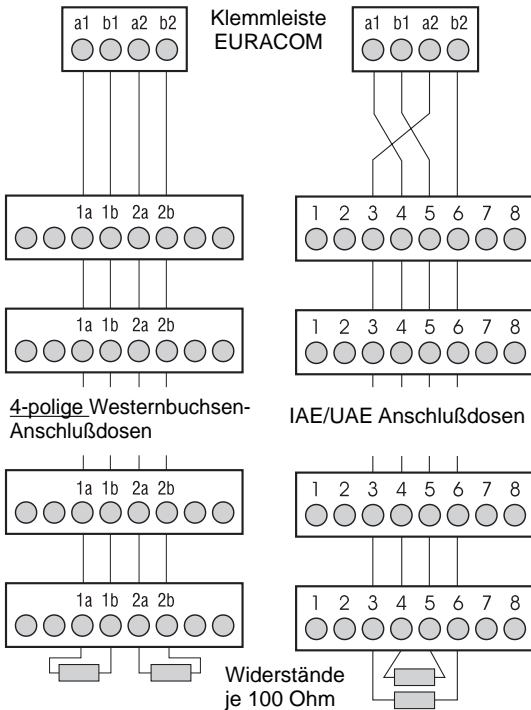 Klemmleiste
EURACOM
a1 b1 a2 b2
a1 b1 a2 b2
1a 1b 2a 2b
1 2 3 4 5 6 7 8
1a 1b 2a 2b
1 2 3 4 5 6 7 8
4-polige Westernbuchsen-
Anschlußdosen
IAE/UAE Anschlußdosen
1a 1b 2a 2b
1 2 3 4 5 6 7 8
1a 1b 2a 2b
1 2 3 4 5 6 7 8
Widerstände
je 100 Ohm